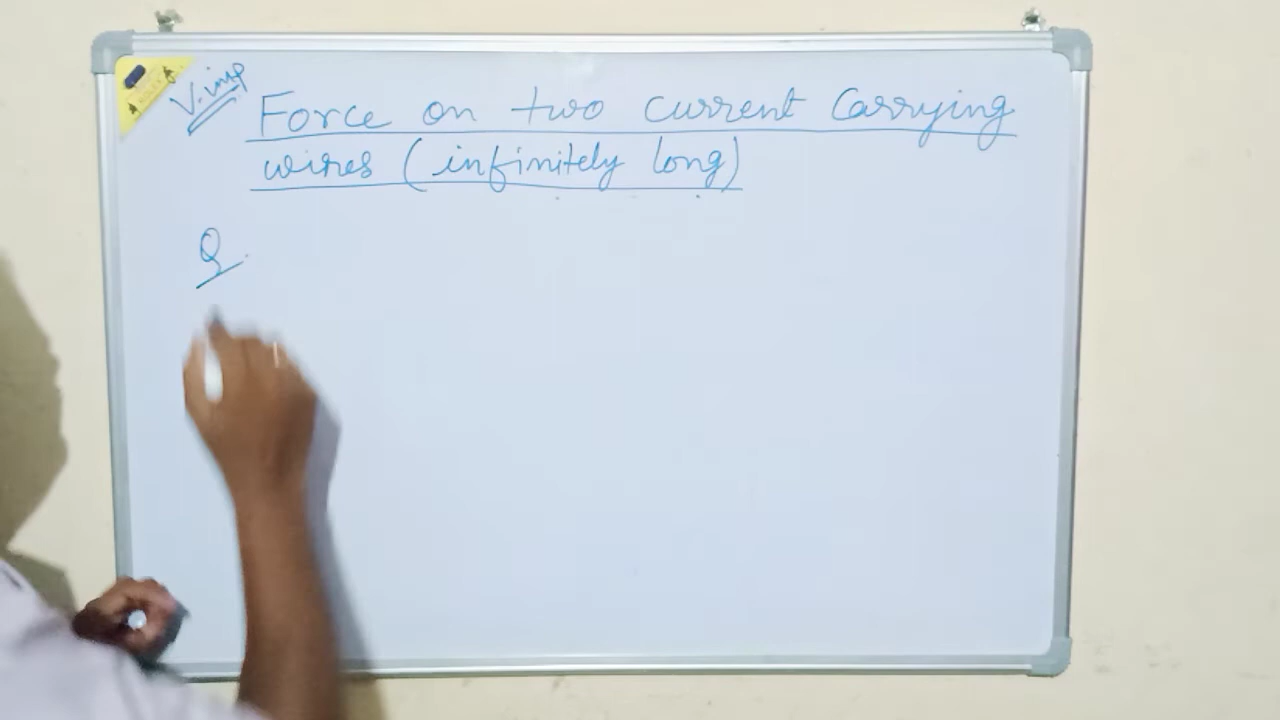 V. imp
Force on two current Carrying
wires (infinitely long)
Q.